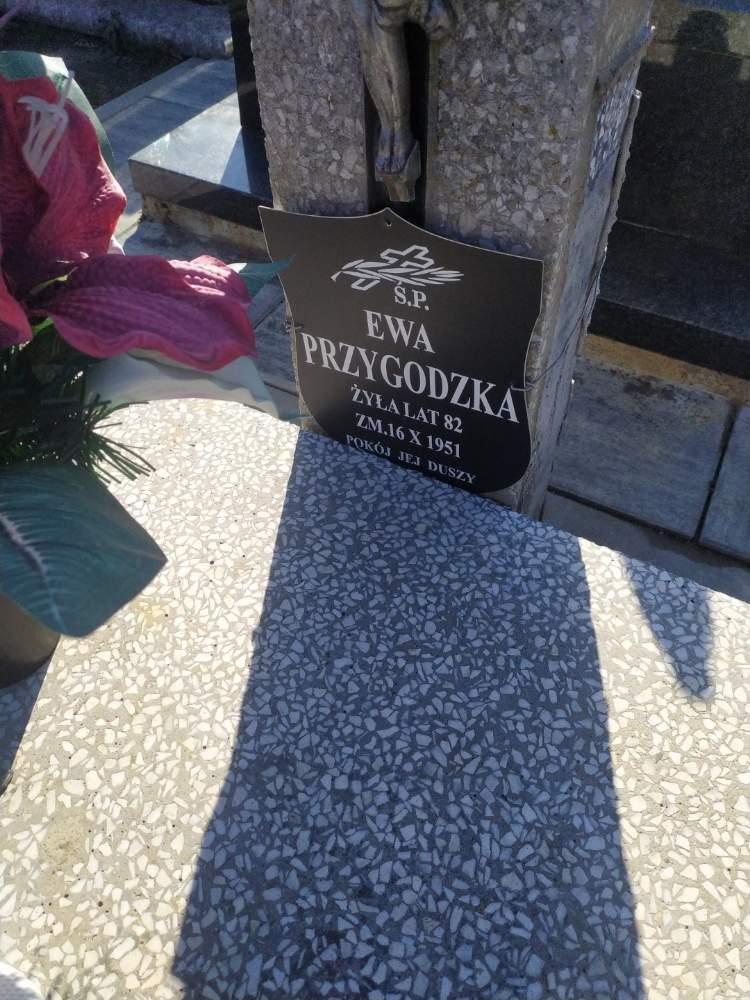 Ś.P.
EWA
PRZYGODZKA
ŻYŁA LAT 82
ZM.16 X 1951
POKÓJ JEJ DUSZY